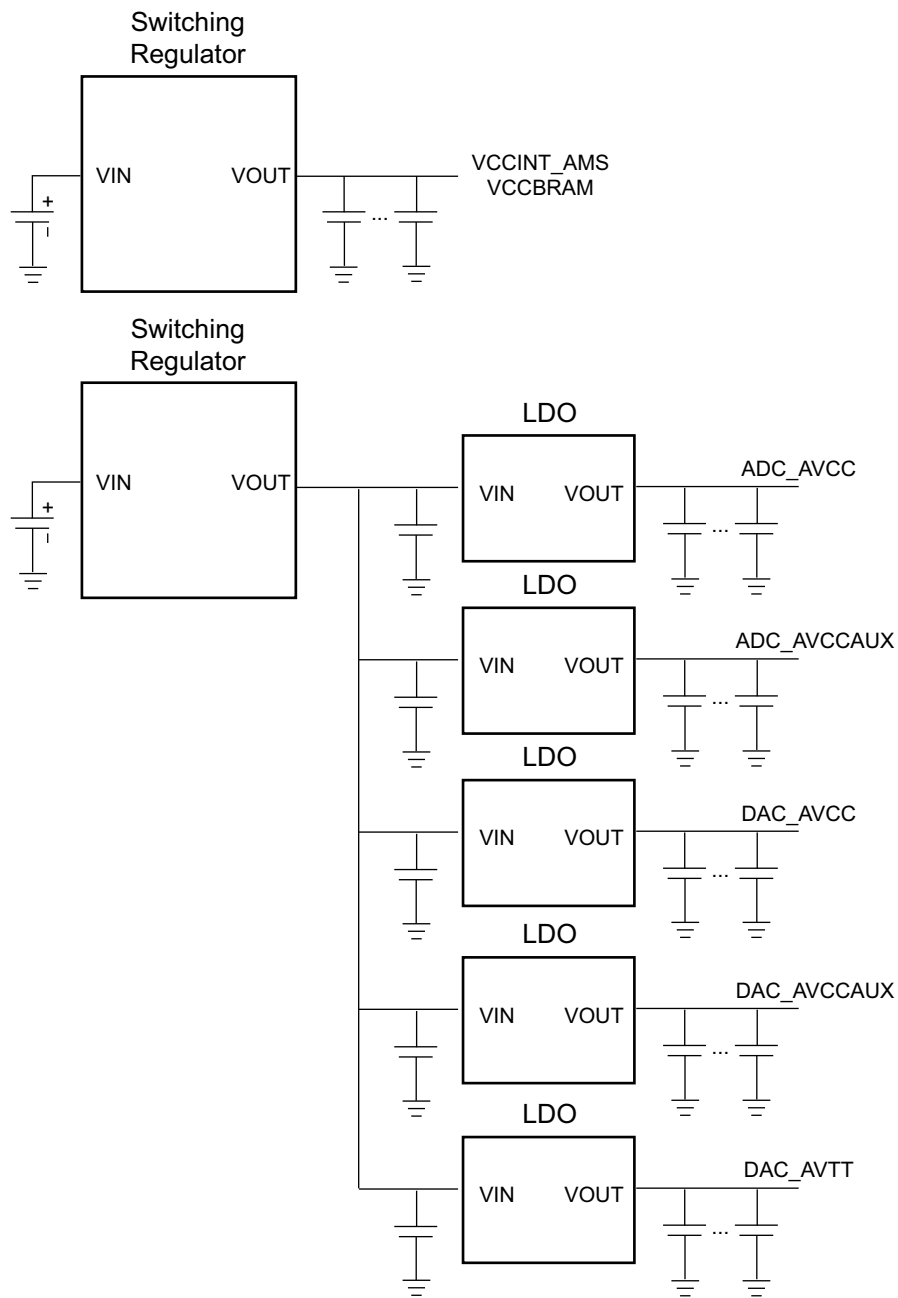 Switching
Regulator
VIN VOUT
VCCINT_AMS
VCCBRAM
+
–
...
Switching
Regulator
VIN VOUT
+
–
LDO
VIN VOUT
ADC_AVCC
...
LDO
VIN VOUT
ADC_AVCCAUX
...
LDO
VIN VOUT
DAC_AVCC
...
LDO
VIN VOUT
DAC_AVCCAUX
...
LDO
VIN VOUT
DAC_AVTT
...